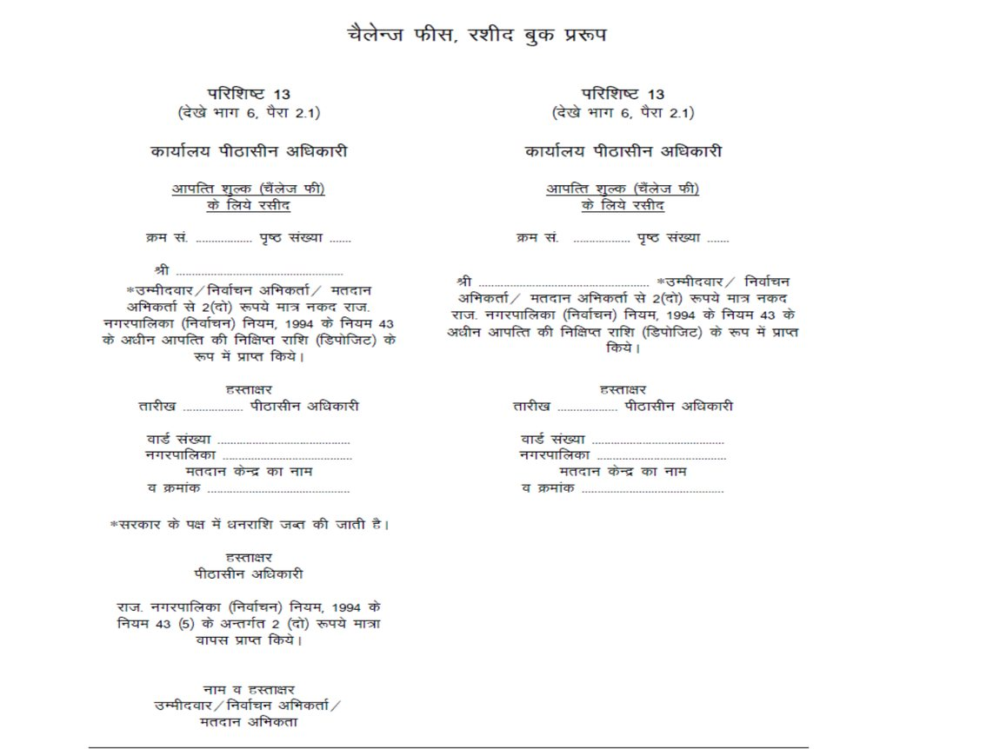 चैलेन्ज फीस, रशीद बुक प्ररूप
परिशिष्ट 13
(देखे भाग 6, पैरा 2.1)
कार्यालय पीठासीन अधिकारी
आपत्ति शुल्क (चैंलेज फी)
के लिये रसीद
क्रम सं. .................. पृष्ठ संख्या .......
श्री .....................................................
*उम्मीदवार/निर्वाचन अभिकर्ता/ मतदान
अभिकर्ता से 2(दो) रूपये मात्र नकद राज.
नगरपालिका (निर्वाचन) नियम, 1994 के नियम 43
के अधीन आपत्ति की निक्षिप्त राशि (डिपोजिट) के
रूप में प्राप्त किये।
हस्ताक्षर
तारीख ................... पीठासीन अधिकारी
वार्ड संख्या ..........................................
नगरपालिका .........................................
मतदान केन्द्र का नाम
व क्रमांक .............................................
*सरकार के पक्ष में धनराशि जब्त की जाती है।
हस्ताक्षर
पीठासीन अधिकारी
राज. नगरपालिका (निर्वाचन) नियम, 1994 के
नियम 43 (5) के अन्तर्गत 2 (दो) रूपये मात्रा
वापस प्राप्त किये।
नाम व हस्ताक्षर
उम्मीदवार/निर्वाचन अभिकर्ता/
मतदान अभिकता
परिशिष्ट 13
(देखे भाग 6, पैरा 2.1)
कार्यालय पीठासीन अधिकारी
आपत्ति शुल्क (चैंलेज फी)
के लिये रसीद
क्रम सं. .................. पृष्ठ संख्या .......
श्री ...................................................... *उम्मीदवार/ निर्वाचन
अभिकर्ता/ मतदान अभिकर्ता से 2(दो) रूपये मात्र नकद
राज. नगरपालिका (निर्वाचन) नियम, 1994 के नियम 43 के
अधीन आपत्ति की निक्षिप्त राशि (डिपोजिट) के रूप में प्राप्त
किये।
हस्ताक्षर
तारीख ................... पीठासीन अधिकारी
वार्ड संख्या ..........................................
नगरपालिका .........................................
मतदान केन्द्र का नाम
व क्रमांक .............................................